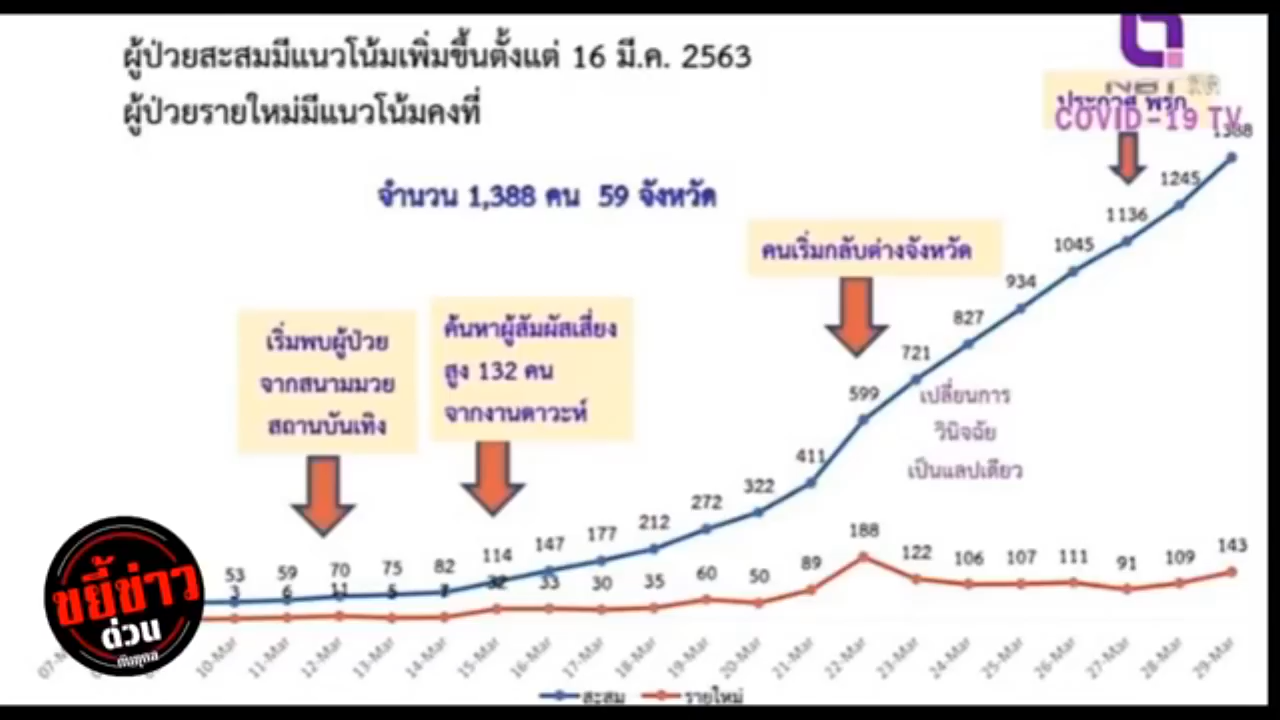 ผู้ป่วยสะสมมีแนวโน้มเพิ่มขึ้นตั้งแต่ 16 มี.ค. 2563
ผู้ป่วยรายใหม่มีแนวโน้มคงที่
จำนวน 1,388 คน 59 จังหวัด
NBT
ประกาศ พรก
COVID-19 TV
คนเริ่มกลับต่างจังหวัด
เริ่มพบผู้ป่วย
จากสนามมวย
สถานบันเทิง
ค้นหาผู้สัมผัสเสี่ยง
สูง 132 คน
จากงานดาวะห์
เปลี่ยนการ
วินิจฉัย
เป็นแลปเดียว
53 59 70 75 82 114 147 177 212 272 322 411 599 721 827 934 1045 1136 1245 1388
3 6 11 5 7 32 33 30 35 60 50 89 188 122 106 107 111 91 109 143
ขยี้ข่าว
ด่วน
ทันทุกส
10-Mar 11-Mar 12-Mar 13-Mar 14-Mar 15-Mar 16-Mar 17-Mar 18-Mar 19-Mar 20-Mar 21-Mar 22-Mar 23-Mar 24-Mar 25-Mar 26-Mar 27-Mar 28-Mar 29-Mar
สะสม รายใหม่